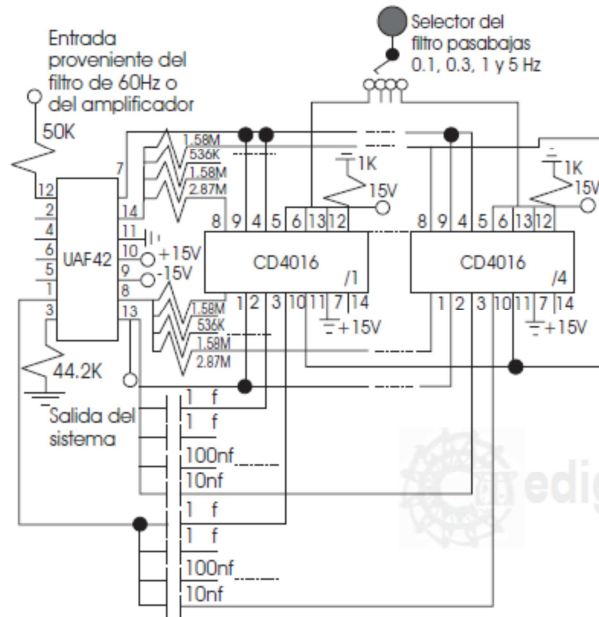 Entrada
proveniente del
filtro de 60Hz o
del amplificador
Selector del
filtro pasabajas
0.1, 0.3, 1 y 5 Hz
50K
7
1.58M
536K
1.58M
2.87M
12
2
4
6
5
1
3
14
11
10
9
8
13
UAF42
+15V
-15V
1K
15V
8 9 4 5 6 13 12
CD4016
/1
1 2 3 10 11 7 14
+15V
1K
15V
8 9 4 5 6 13 12
CD4016
/4
1 2 3 10 11 7 14
+15V
1.58M
536K
1.58M
2.87M
44.2K
Salida del
sistema
1 f
1 f
100nf
10nf
1 f
1 f
100nf
10nf
edig